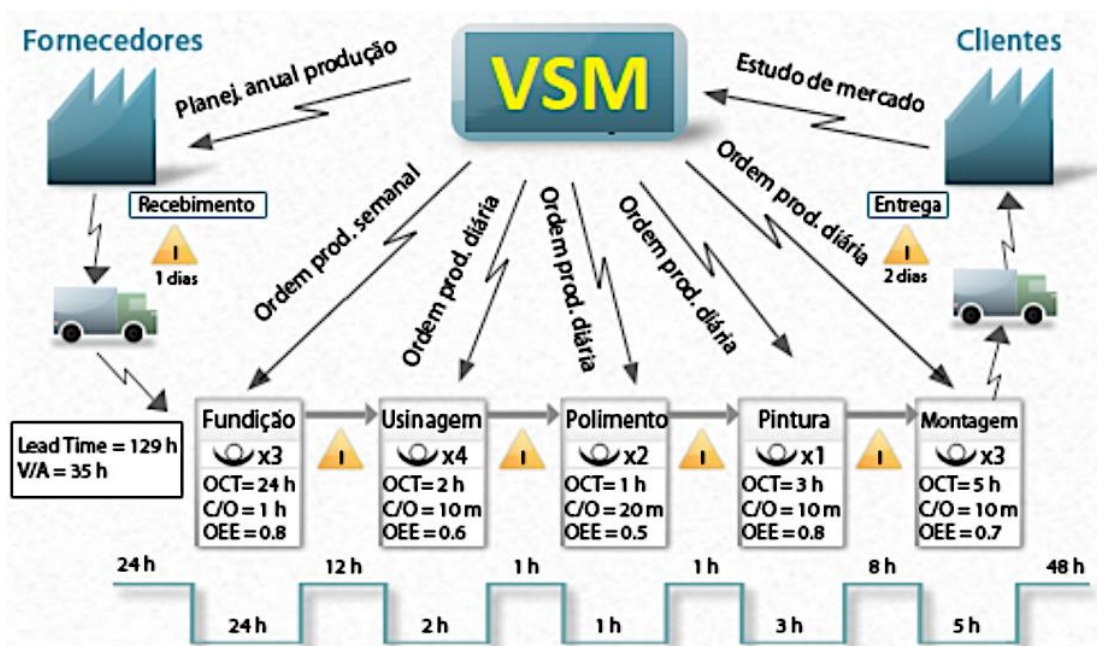 Fornecedores
VSM
Clientes
Planej. anual produção
Estudo de mercado
Recebimento
I
1 dias
Entrega
I
2 dias
Ordem prod. semanal
Ordem prod. diária
Ordem prod. diária
Ordem prod. diária
Ordem prod. diária
Lead Time = 129 h
V/A = 35 h
Fundição
x3
OCT= 24 h
C/O = 1 h
OEE = 0.8
I
Usinagem
x4
OCT = 2 h
C/O = 10 m
OEE = 0.6
I
Polimento
x2
OCT = 1 h
C/O = 20 m
OEE = 0.5
I
Pintura
x1
OCT = 3 h
C/O = 10 m
OEE = 0.8
I
Montagem
x3
OCT = 5 h
C/O = 10 m
OEE = 0.7
24 h 12 h 1 h 1 h 8 h 48 h
24 h 2 h 1 h 3 h 5 h